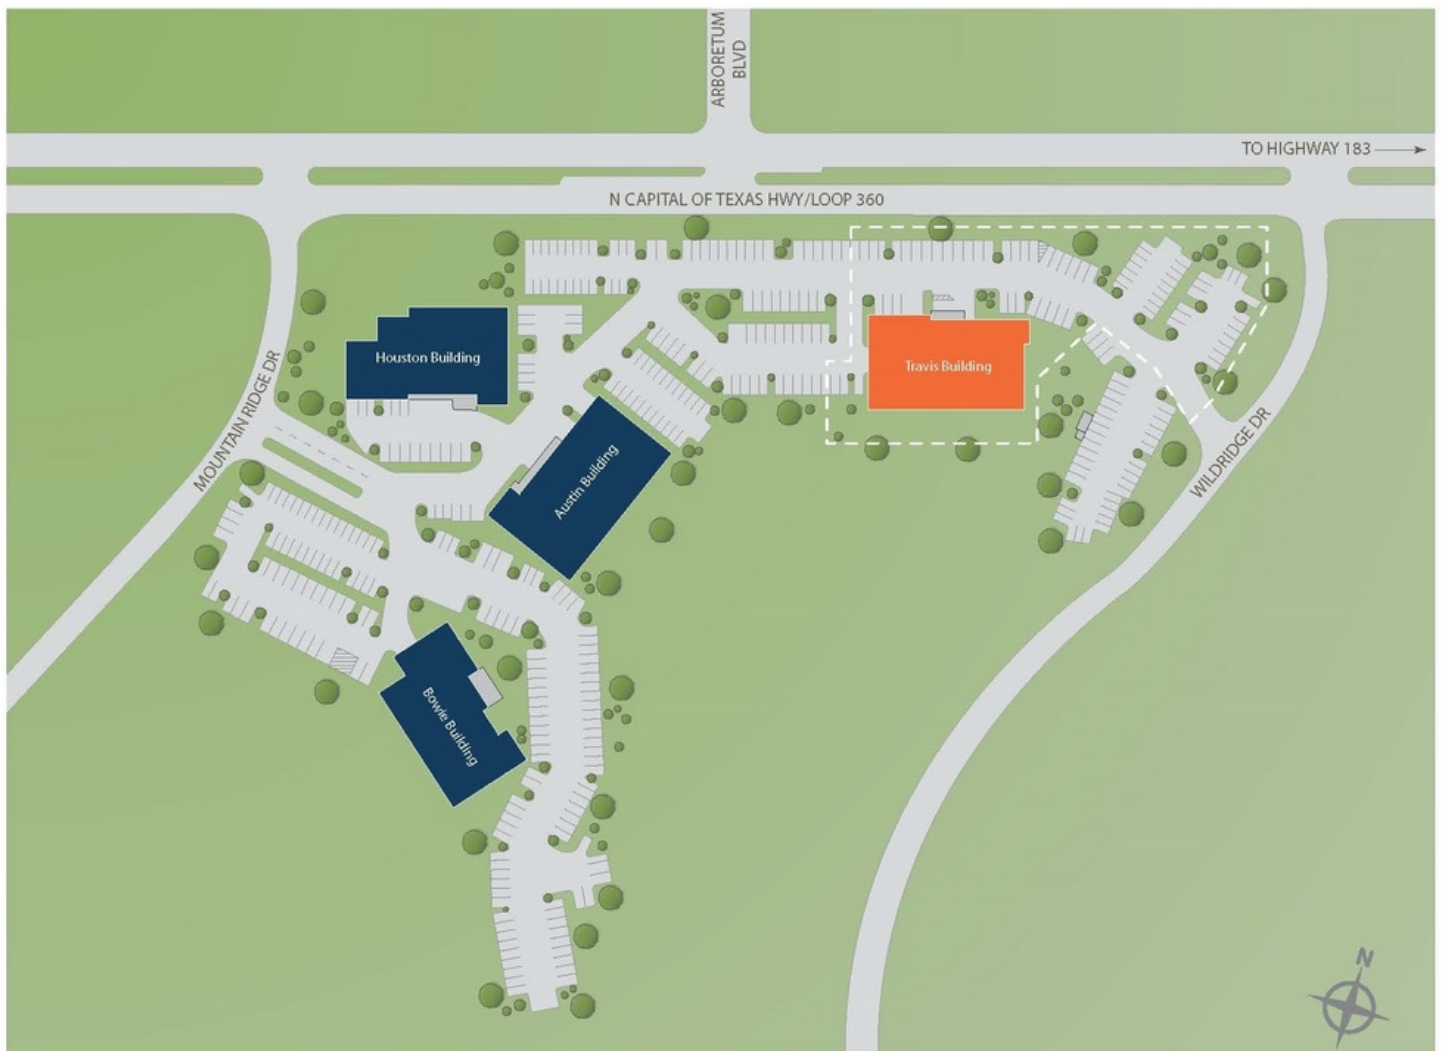 ARBORETUM
BLVD
TO HIGHWAY 183
N CAPITAL OF TEXAS HWY/LOOP 360
Houston Building
Travis Building
MOUNTAIN RIDGE DR
Austin Building
WILDRIDGE DR
Bowie Building
N